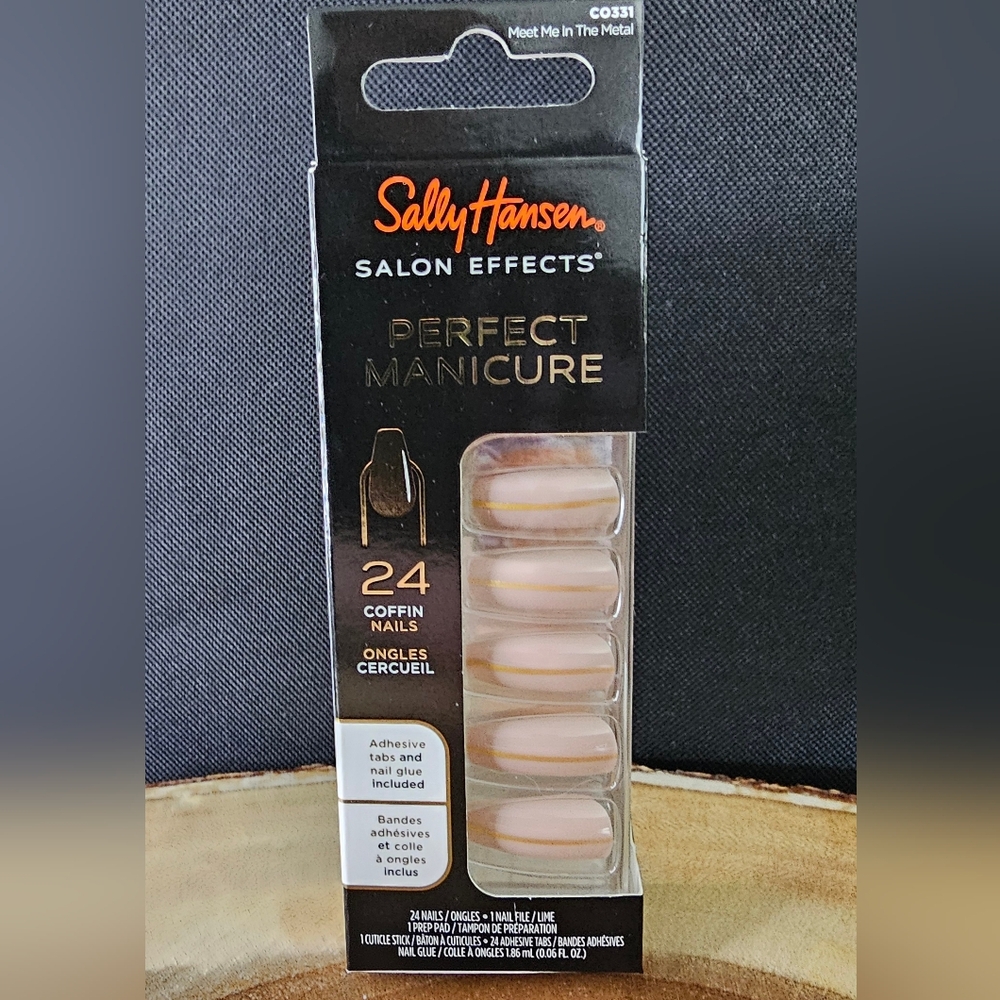 CO331
Meet Me In The Metal
Sally Hansen®
SALON EFFECTS®
PERFECT
MANICURE
24
COFFIN
NAILS
ONGLES
CERCUEIL
Adhesive
tabs and
nail glue
included
Bandes
adhésives
et colle
à ongles
inclus
24 NAILS / ONGLES • 1 NAIL FILE / LIME
1 PREP PAD / TAMPON DE PRÉPARATION
1 CUTICLE STICK / BÂTON À CUTICULES • 24 ADHESIVE TABS / BANDES ADHÉSIVES
NAIL GLUE / COLLE À ONGLES 1.86 mL (0.06 FL. OZ.)